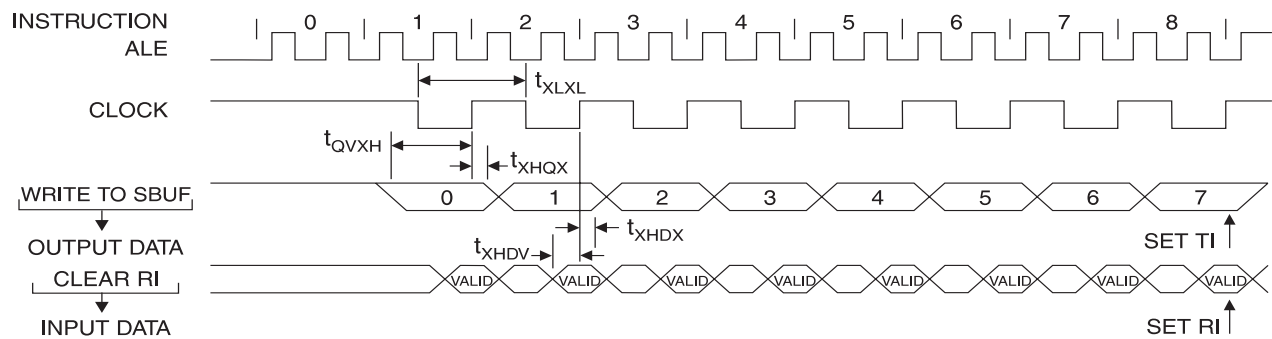 INSTRUCTION 0 1 2 3 4 5 6 7 8
ALE
tXLXL
CLOCK
tQVXH
tXHQX
WRITE TO SBUF 0 1 2 3 4 5 6 7
tXHDX
OUTPUT DATA SET TI
tXHDV
CLEAR RI VALID VALID VALID VALID VALID VALID VALID VALID
INPUT DATA SET RI